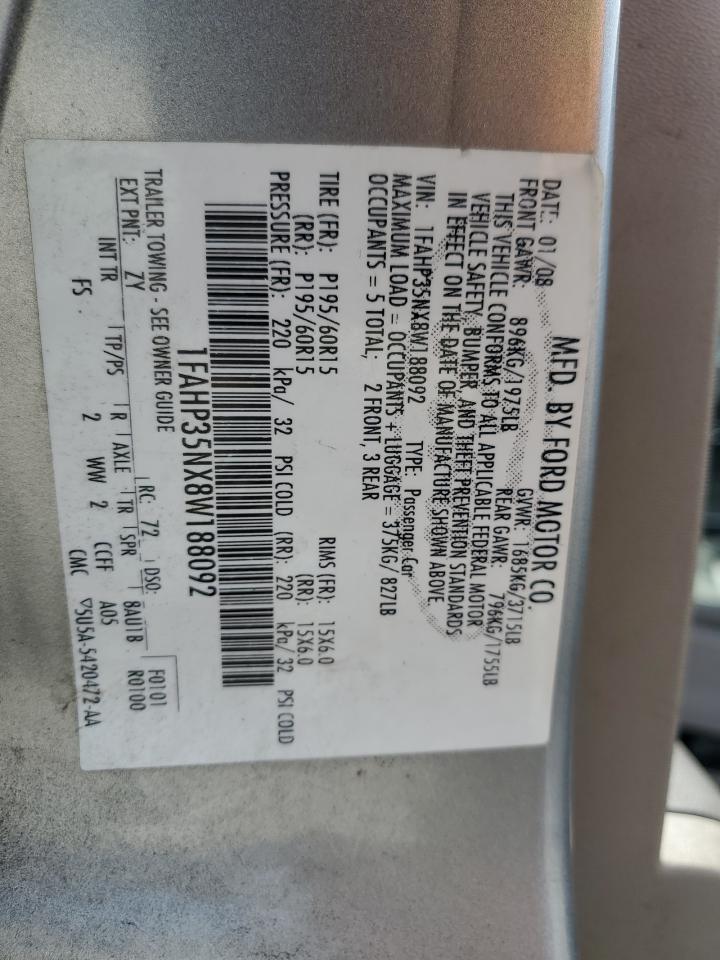 MFD. BY FORD MOTOR CO.
DATE: 01/08 GVWR: 1685KG/3715LB
FRONT GAWR: 896KG/1975LB REAR GAWR: 796KG/1755LB
THIS VEHICLE CONFORMS TO ALL APPLICABLE FEDERAL MOTOR
VEHICLE SAFETY, BUMPER, AND THEFT PREVENTION STANDARDS
IN EFFECT ON THE DATE OF MANUFACTURE SHOWN ABOVE.
VIN: 1FAHP35NX8W188092 TYPE: Passenger Car
MAXIMUM LOAD = OCCUPANTS + LUGGAGE = 375KG/ 827LB
OCCUPANTS = 5 TOTAL; 2 FRONT, 3 REAR
TIRE (FR): P195/60R15 RIMS (FR): 15X6.0
(RR): P195/60R15 (RR): 15X6.0
PRESSURE (FR): 220 kPa/ 32 PSI COLD (RR): 220 kPa/ 32 PSI COLD
1FAHP35NX8W188092
TRAILER TOWING - SEE OWNER GUIDE
F0101
EXT PNT: ZY RC: 72 DSO: 8AU1B R0100
INT TR TP/PS R AXLE TR SPR
FS 2 WW 2 CCFF A05
CMC ▽5U5A-5420472-AA